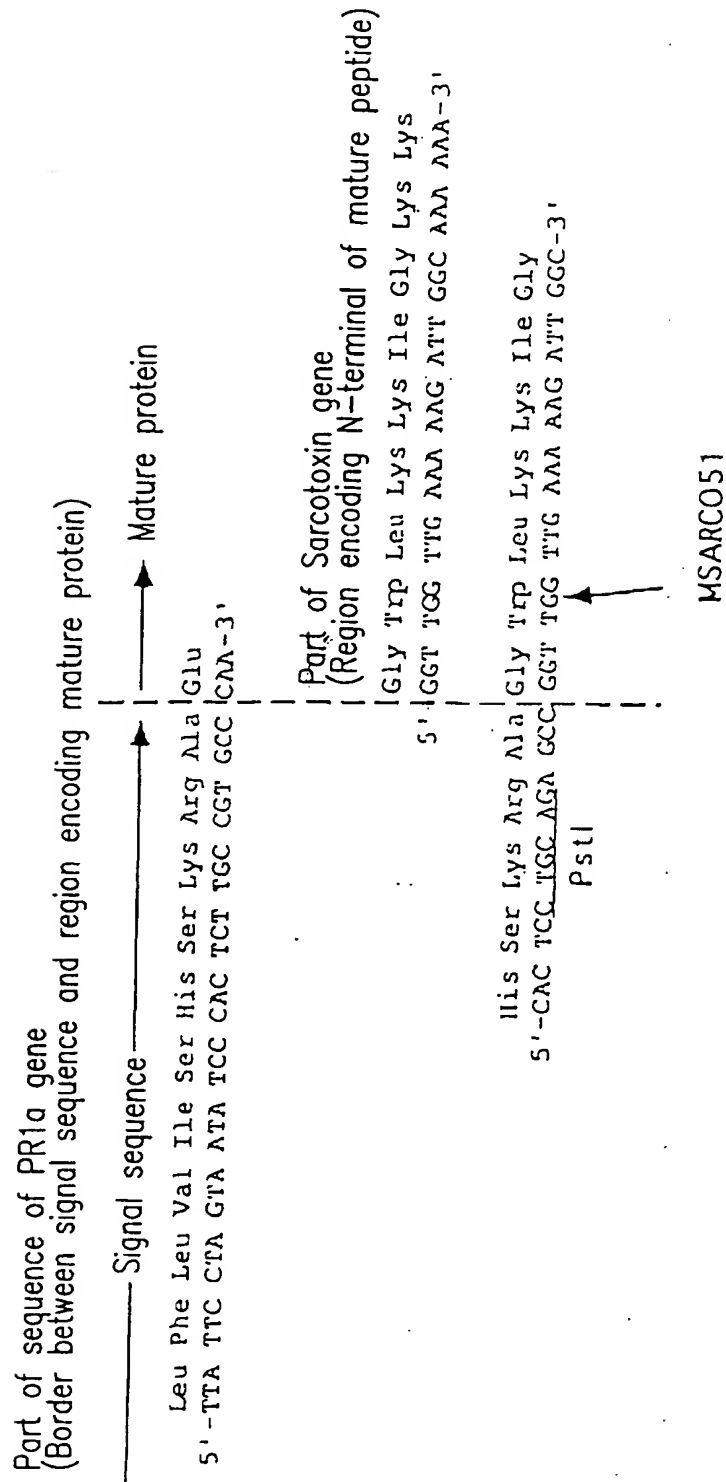 Part of sequence of PR1a gene
(Border between signal sequence and region encoding mature protein)
Signal sequence
Mature protein
Leu Phe Leu Val Ile Ser His Ser Lys Arg Ala Glu
5'-TTA TTC CTA GTA ATA TCC CAC TCT TGC CGT GCC CAA-3'
Part of Sarcotoxin gene
(Region encoding N-terminal of mature peptide)
Gly Trp Leu Lys Lys Ile Gly Lys Lys
5'-GGT TGG TTG AAA AAG ATT GGC AAA AAA-3'
His Ser Lys Arg Ala Gly Trp Leu Lys Lys Ile Gly
5'-CAC TCC TGC AGA GCC GGT TGG TTG AAA AAG ATT GGC-3'
PstI
MSARCO51